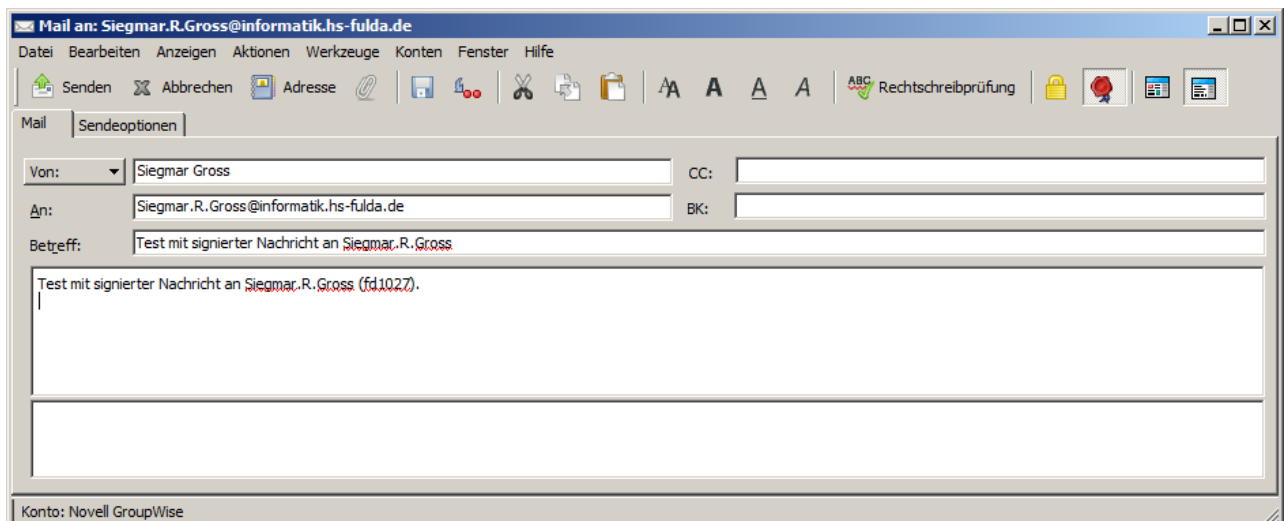 Mail an: Siegmar.R.Gross@informatik.hs-fulda.de
Datei Bearbeiten Anzeigen Aktionen Werkzeuge Konten Fenster Hilfe
Senden Abbrechen Adresse AA A A A ABC Rechtschreibprüfung
Mail Sendeoptionen
Von: Siegmar Gross CC:
An: Siegmar.R.Gross@informatik.hs-fulda.de BK:
Betreff: Test mit signierter Nachricht an Siegmar.R.Gross
Test mit signierter Nachricht an Siegmar.R.Gross (fd1027).
Konto: Novell GroupWise